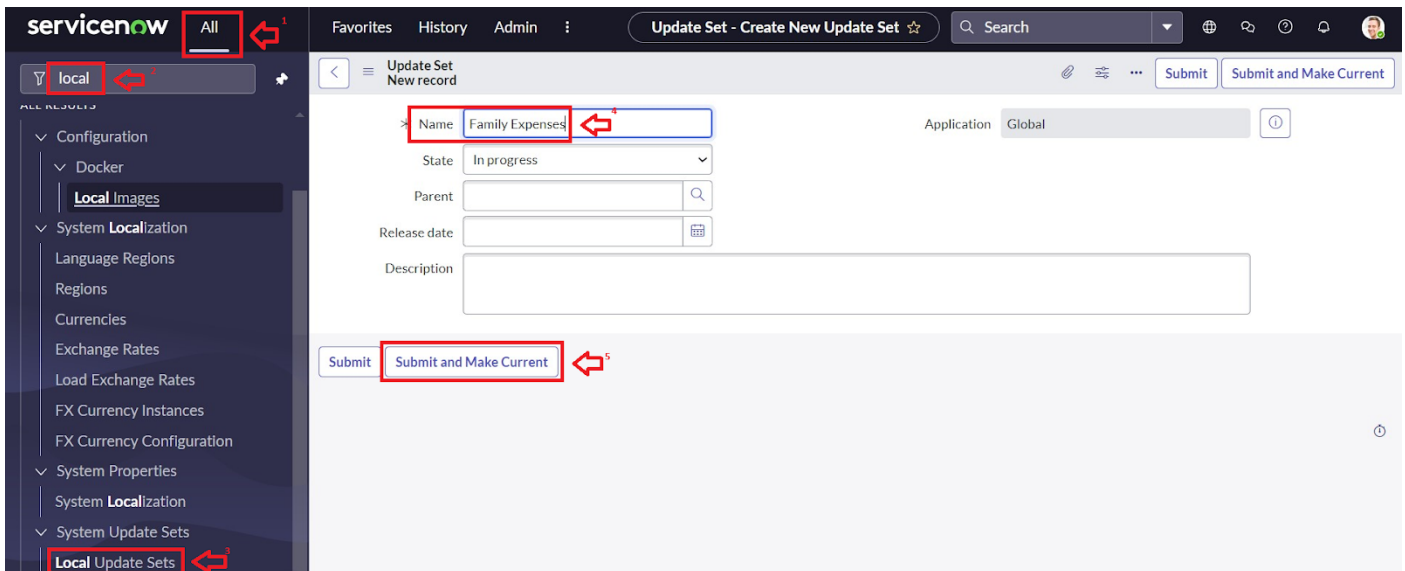 servicenow
All
1
Favorites
History
Admin
Update Set - Create New Update Set
Search
local
2
Update Set
New record
Submit
Submit and Make Current
ALL RESULTS
Configuration
Docker
Local Images
System Localization
Language Regions
Regions
Currencies
Exchange Rates
Load Exchange Rates
FX Currency Instances
FX Currency Configuration
System Properties
System Localization
System Update Sets
Local Update Sets
3
Name
Family Expenses
4
Application
Global
State
In progress
Parent
Release date
Description
Submit
Submit and Make Current
5